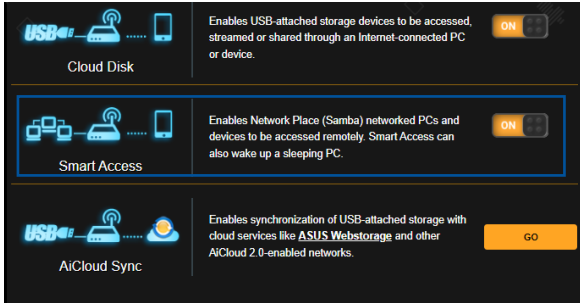 USB
Cloud Disk
Enables USB-attached storage devices to be accessed,
streamed or shared through an Internet-connected PC
or device.
ON
Smart Access
Enables Network Place (Samba) networked PCs and
devices to be accessed remotely. Smart Access can
also wake up a sleeping PC.
ON
USB
AiCloud Sync
Enables synchronization of USB-attached storage with
cloud services like ASUS Webstorage and other
AiCloud 2.0-enabled networks.
GO